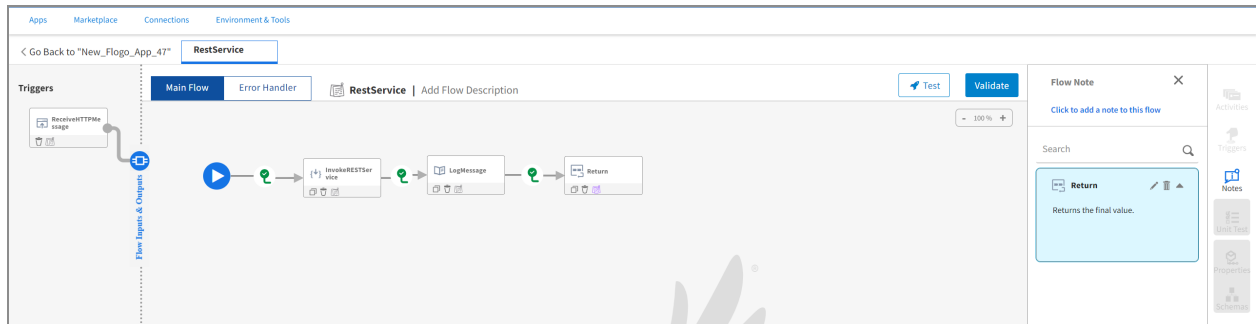 Apps Marketplace Connections Environment & Tools
< Go Back to "New_Flogo_App_47" RestService
Triggers
ReceiveHTTPMe
ssage
Flow Inputs & Outputs
Main Flow Error Handler RestService | Add Flow Description Test Validate
- 100 % +
InvokeRESTSer
vice
LogMessage
Return
®
Flow Note
Click to add a note to this flow
Search
Return
Returns the final value.
Activities
Triggers
Notes
Unit Test
Properties
Schemas